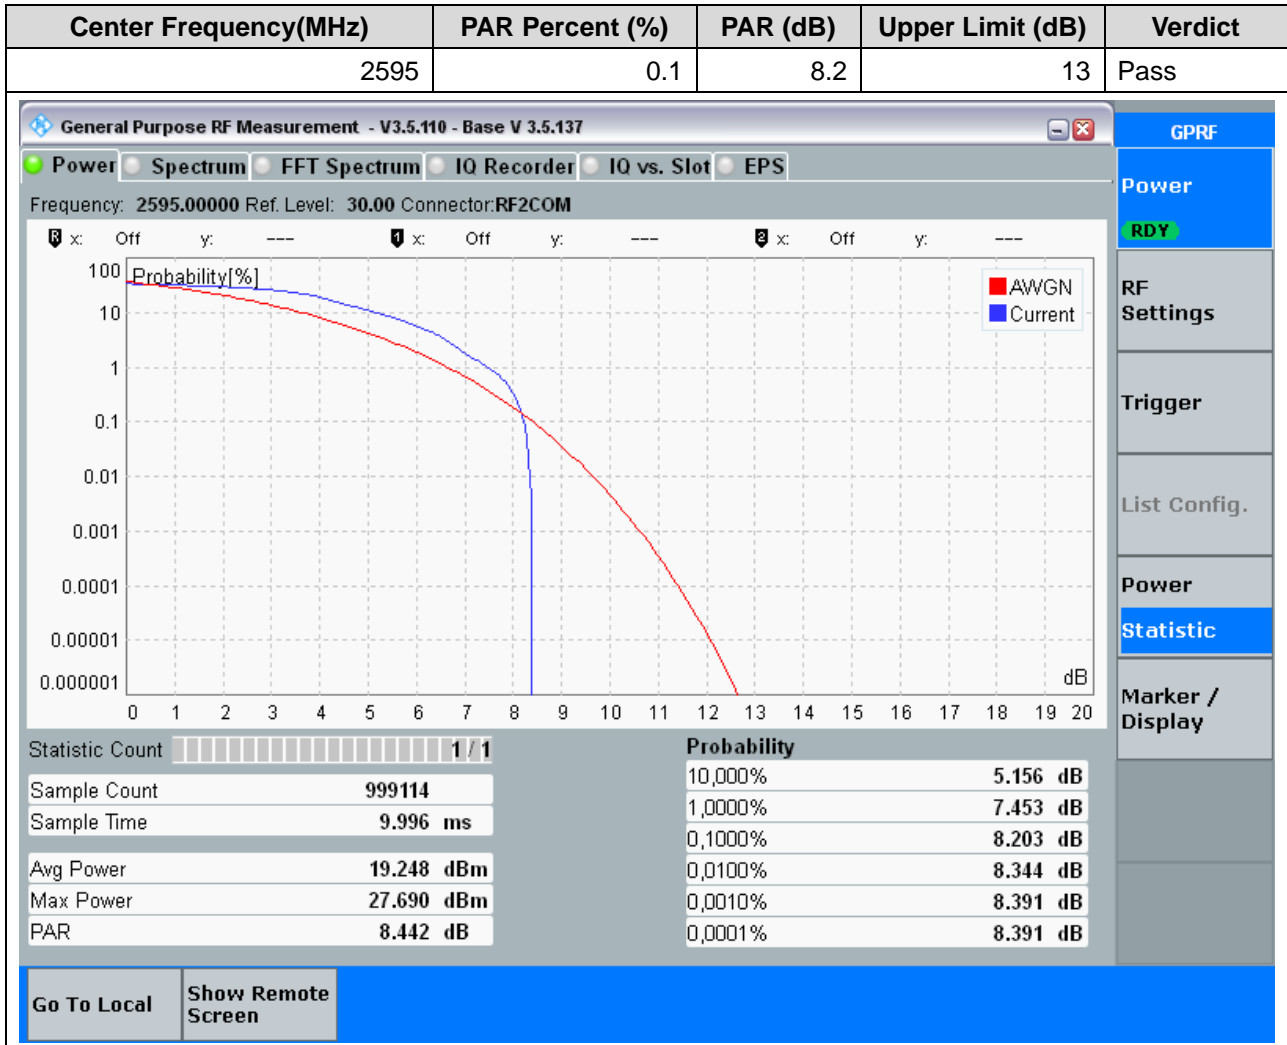 Center Frequency(MHz) PAR Percent (%) PAR (dB) Upper Limit (dB) Verdict
2595 0.1 8.2 13 Pass
General Purpose RF Measurement - V3.5.110 - Base V 3.5.137
GPRF
Power Spectrum FFT Spectrum IQ Recorder IQ vs. Slot EPS
Frequency: 2595.00000 Ref. Level: 30.00 Connector:RF2COM
R x: Off y: --- 1 x: Off y: --- 2 x: Off y: ---
Probability[%]
AWGN
Current
100
10
1
0.1
0.01
0.001
0.0001
0.00001
0.000001
dB
0 1 2 3 4 5 6 7 8 9 10 11 12 13 14 15 16 17 18 19 20
Statistic Count 1 / 1
Sample Count 999114
Sample Time 9.996 ms
Avg Power 19.248 dBm
Max Power 27.690 dBm
PAR 8.442 dB
Probability
10,000% 5.156 dB
1,0000% 7.453 dB
0,1000% 8.203 dB
0,0100% 8.344 dB
0,0010% 8.391 dB
0,0001% 8.391 dB
Power
RDY
RF
Settings
Trigger
List Config.
Power
Statistic
Marker /
Display
Go To Local
Show Remote
Screen